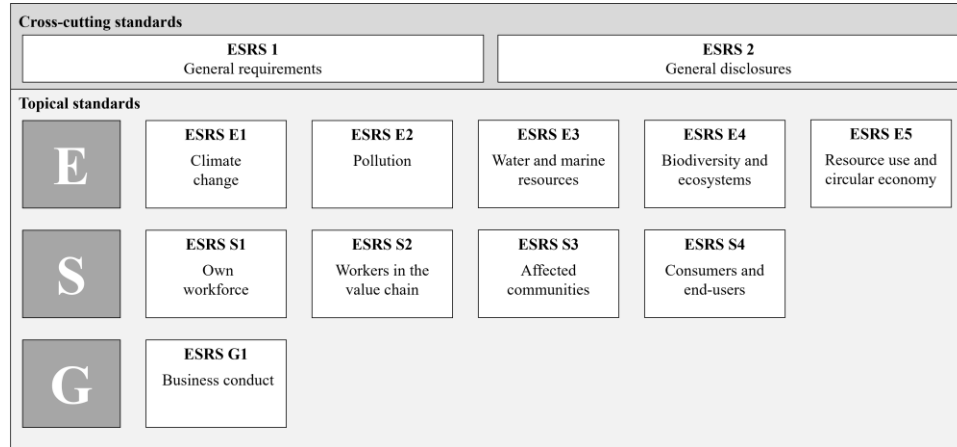 Cross-cutting standards
ESRS 1
General requirements
ESRS 2
General disclosures
Topical standards
E
ESRS E1
Climate
change
ESRS E2
Pollution
ESRS E3
Water and marine
resources
ESRS E4
Biodiversity and
ecosystems
ESRS E5
Resource use and
circular economy
S
ESRS S1
Own
workforce
ESRS S2
Workers in the
value chain
ESRS S3
Affected
communities
ESRS S4
Consumers and
end-users
G
ESRS G1
Business conduct